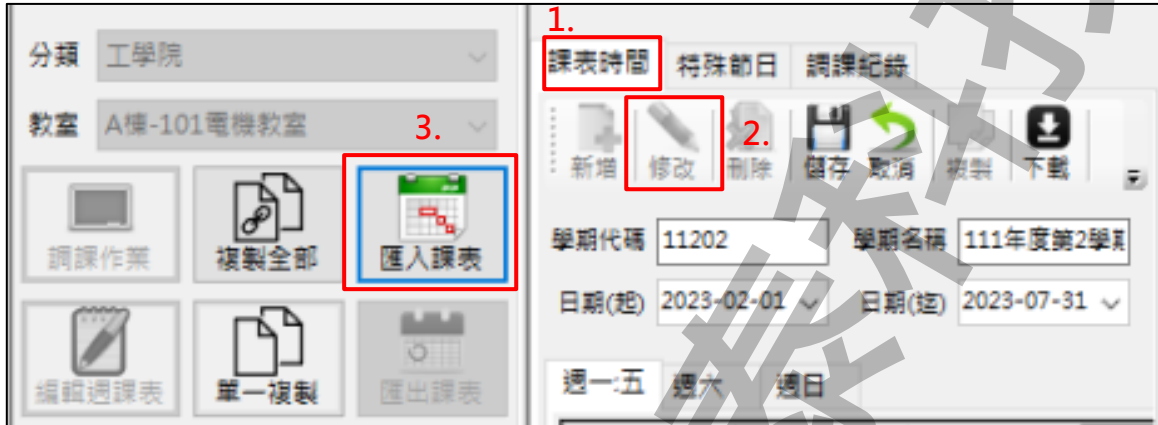 分類 工學院
教室 A棟-101電機教室
3.
調課作業 複製全部 匯入課表
編輯週課表 單一複製 匯出課表
1.
課表時間 特殊節日 調課紀錄
2.
新增 修改 刪除 儲存 取消 複製 下載
學期代碼 11202 學期名稱 111年度第2學期
日期(起) 2023-02-01 日期(迄) 2023-07-31
週一~五 週六 週日